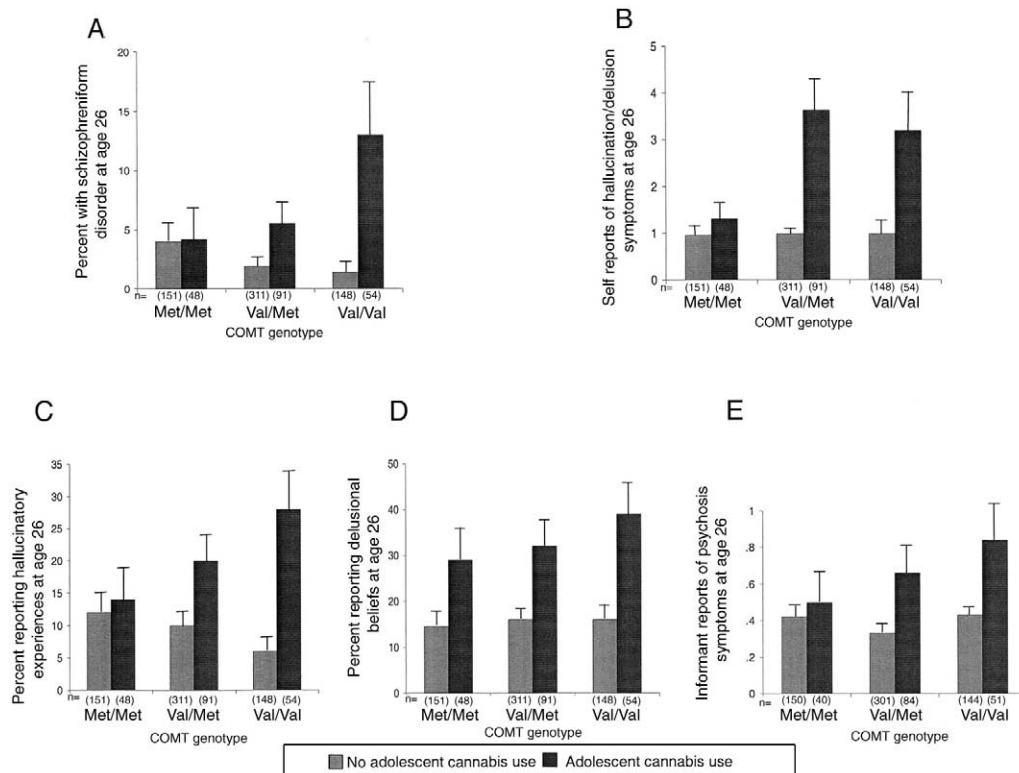 A
Percent with schizophreniform
disorder at age 26
20
15
10
5
0
n= (151) (48) (311) (91) (148) (54)
Met/Met Val/Met Val/Val
COMT genotype
B
Self reports of hallucination/delusion
symptoms at age 26
5
4
3
2
1
0
n= (151) (48) (311) (91) (148) (54)
Met/Met Val/Met Val/Val
COMT genotype
C
Percent reporting hallucinatory
experiences at age 26
35
30
25
20
15
10
5
0
n= (151) (48) (311) (91) (148) (54)
Met/Met Val/Met Val/Val
COMT genotype
D
Percent reporting delusional
beliefs at age 26
50
40
30
20
10
0
n= (151) (48) (311) (91) (148) (54)
Met/Met Val/Met Val/Val
COMT genotype
E
Informant reports of psychosis
symptoms at age 26
1
.8
.6
.4
.2
0
n= (150) (40) (301) (84) (144) (51)
Met/Met Val/Met Val/Val
COMT genotype
No adolescent cannabis use Adolescent cannabis use